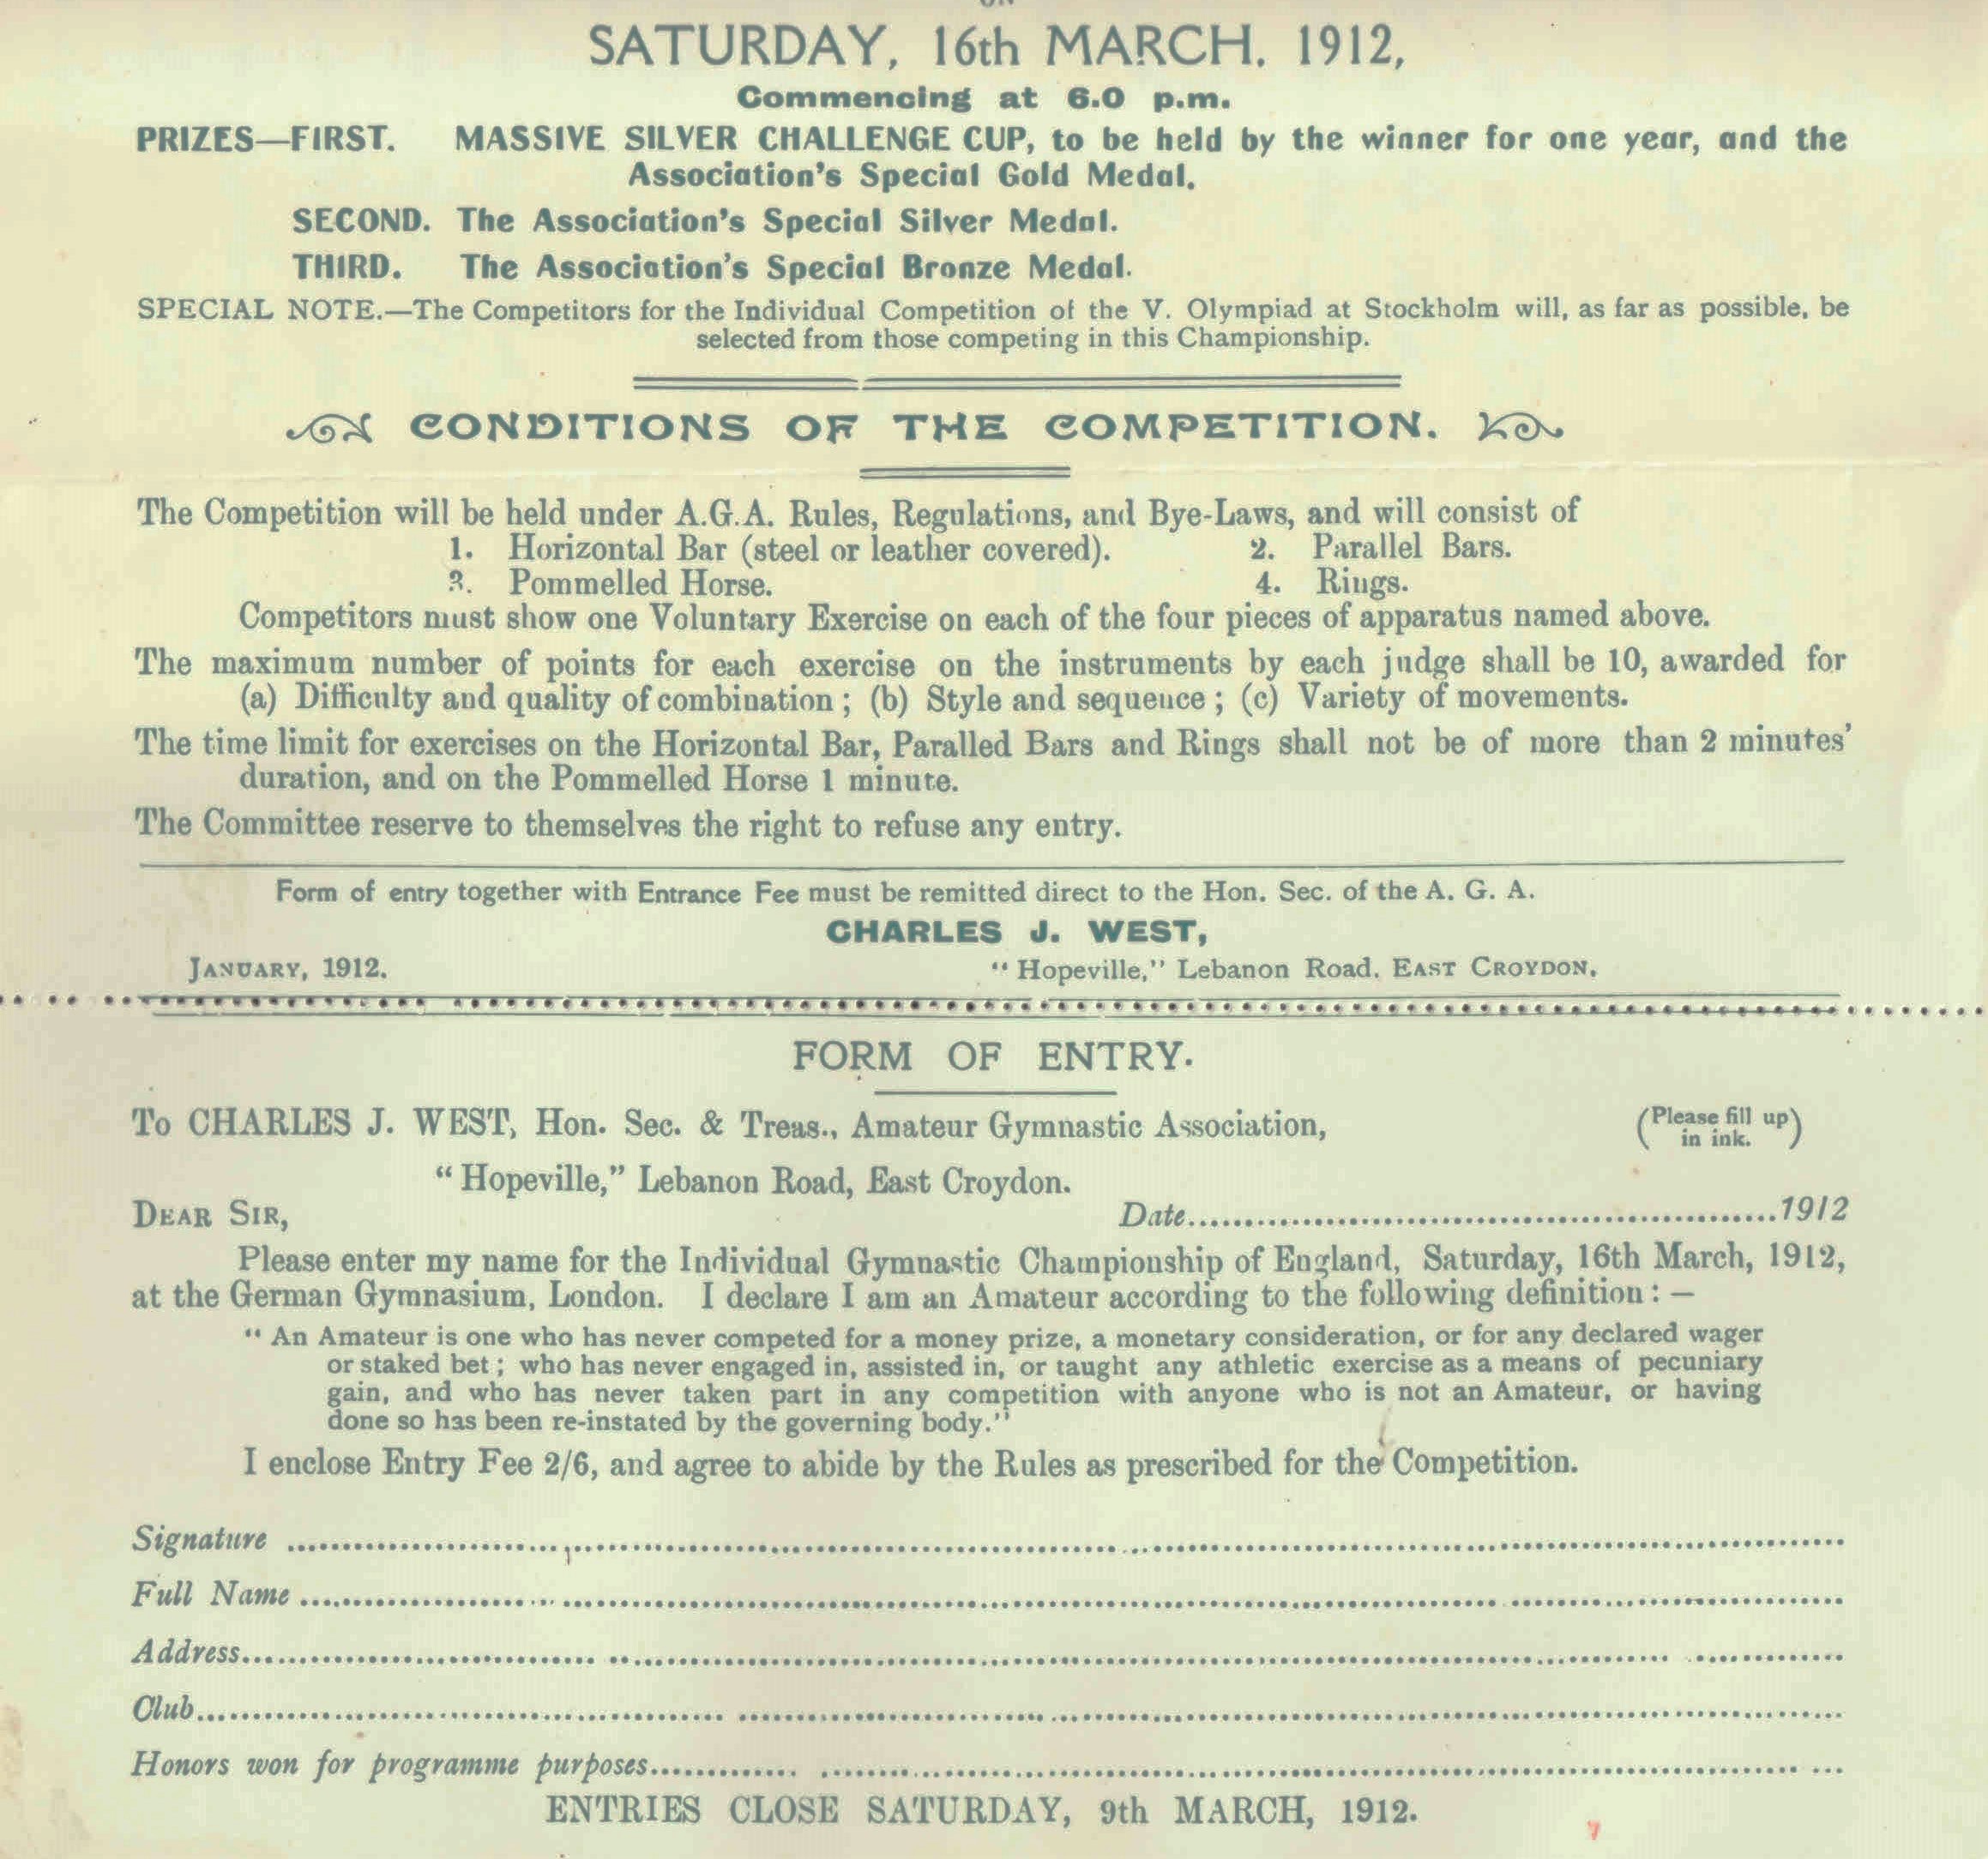 ON
SATURDAY, 16th MARCH, 1912,
Commencing at 6.0 p.m.
PRIZES—FIRST. MASSIVE SILVER CHALLENGE CUP, to be held by the winner for one year, and the
Association's Special Gold Medal.
SECOND. The Association's Special Silver Medal.
THIRD. The Association's Special Bronze Medal.
SPECIAL NOTE.—The Competitors for the Individual Competition of the V. Olympiad at Stockholm will, as far as possible, be
selected from those competing in this Championship.
CONDITIONS OF THE COMPETITION.
The Competition will be held under A.G.A. Rules, Regulations, and Bye-Laws, and will consist of
1. Horizontal Bar (steel or leather covered). 2. Parallel Bars.
3. Pommelled Horse. 4. Rings.
Competitors must show one Voluntary Exercise on each of the four pieces of apparatus named above.
The maximum number of points for each exercise on the instruments by each judge shall be 10, awarded for
(a) Difficulty and quality of combination; (b) Style and sequence; (c) Variety of movements.
The time limit for exercises on the Horizontal Bar, Paralled Bars and Rings shall not be of more than 2 minutes'
duration, and on the Pommelled Horse 1 minute.
The Committee reserve to themselves the right to refuse any entry.
Form of entry together with Entrance Fee must be remitted direct to the Hon. Sec. of the A. G. A.
CHARLES J. WEST,
JANUARY, 1912. "Hopeville," Lebanon Road, EAST CROYDON.
FORM OF ENTRY.
To CHARLES J. WEST, Hon. Sec. & Treas., Amateur Gymnastic Association, (Please fill up
in ink.)
"Hopeville," Lebanon Road, East Croydon.
DEAR SIR, Date..........1912
Please enter my name for the Individual Gymnastic Championship of England, Saturday, 16th March, 1912,
at the German Gymnasium, London. I declare I am an Amateur according to the following definition:—
"An Amateur is one who has never competed for a money prize, a monetary consideration, or for any declared wager
or staked bet; who has never engaged in, assisted in, or taught any athletic exercise as a means of pecuniary
gain, and who has never taken part in any competition with anyone who is not an Amateur, or having
done so has been re-instated by the governing body."
I enclose Entry Fee 2/6, and agree to abide by the Rules as prescribed for the Competition.
Signature ..........
Full Name ..........
Address..........
Club..........
Honors won for programme purposes..........
ENTRIES CLOSE SATURDAY, 9th MARCH, 1912.